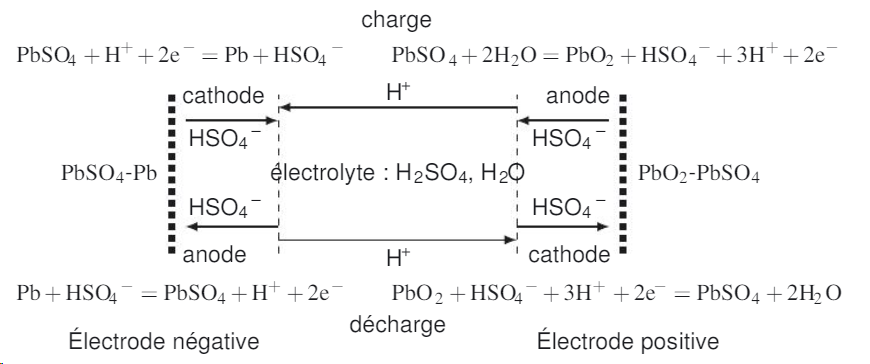 charge
PbSO₄ + H⁺ + 2e⁻ = Pb + HSO₄⁻ PbSO₄ + 2H₂O = PbO₂ + HSO₄⁻ + 3H⁺ + 2e⁻
cathode H⁺ anode
HSO₄⁻ HSO₄⁻
PbSO₄-Pb électrolyte : H₂SO₄, H₂O PbO₂-PbSO₄
HSO₄⁻ HSO₄⁻
anode H⁺ cathode
Pb + HSO₄⁻ = PbSO₄ + H⁺ + 2e⁻ PbO₂ + HSO₄⁻ + 3H⁺ + 2e⁻ = PbSO₄ + 2H₂O
décharge
Électrode négative Électrode positive